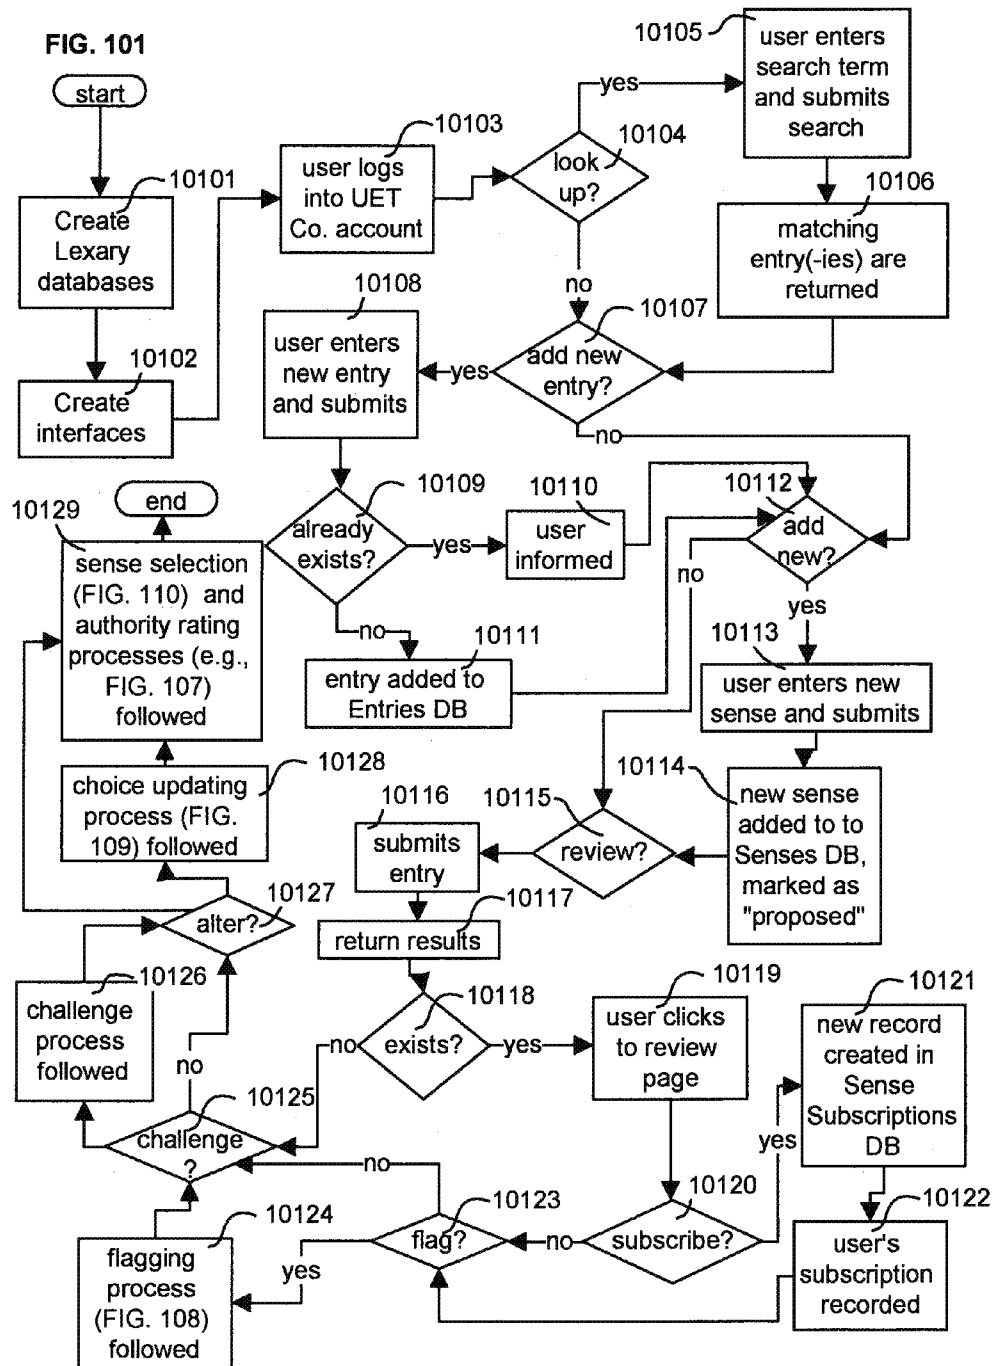 FIG. 101
start
10101
Create
Lexary
databases
10102
Create
interfaces
10103
user logs
into UET
Co. account
10104
look
up?
yes
no
10105
user enters
search term
and submits
search
10106
matching
entry(-ies) are
returned
10107
add new
entry?
yes
no
10108
user enters
new entry
and submits
10109
already
exists?
yes
no
10110
user
informed
10111
entry added to
Entries DB
10112
add
new?
no
yes
10113
user enters new
sense and submits
10114
new sense
added to to
Senses DB,
marked as
"proposed"
10115
review?
10116
submits
entry
10117
return results
10118
exists?
no
yes
10119
user clicks
to review
page
10120
subscribe?
yes
no
10121
new record
created in
Sense
Subscriptions
DB
10122
user's
subscription
recorded
10123
flag?
no
yes
10124
flagging
process
(FIG. 108)
followed
10125
challenge
?
no
10126
challenge
process
followed
10127
alter?
10128
choice updating
process (FIG.
109) followed
10129
sense selection
(FIG. 110) and
authority rating
processes (e.g.,
FIG. 107)
followed
end